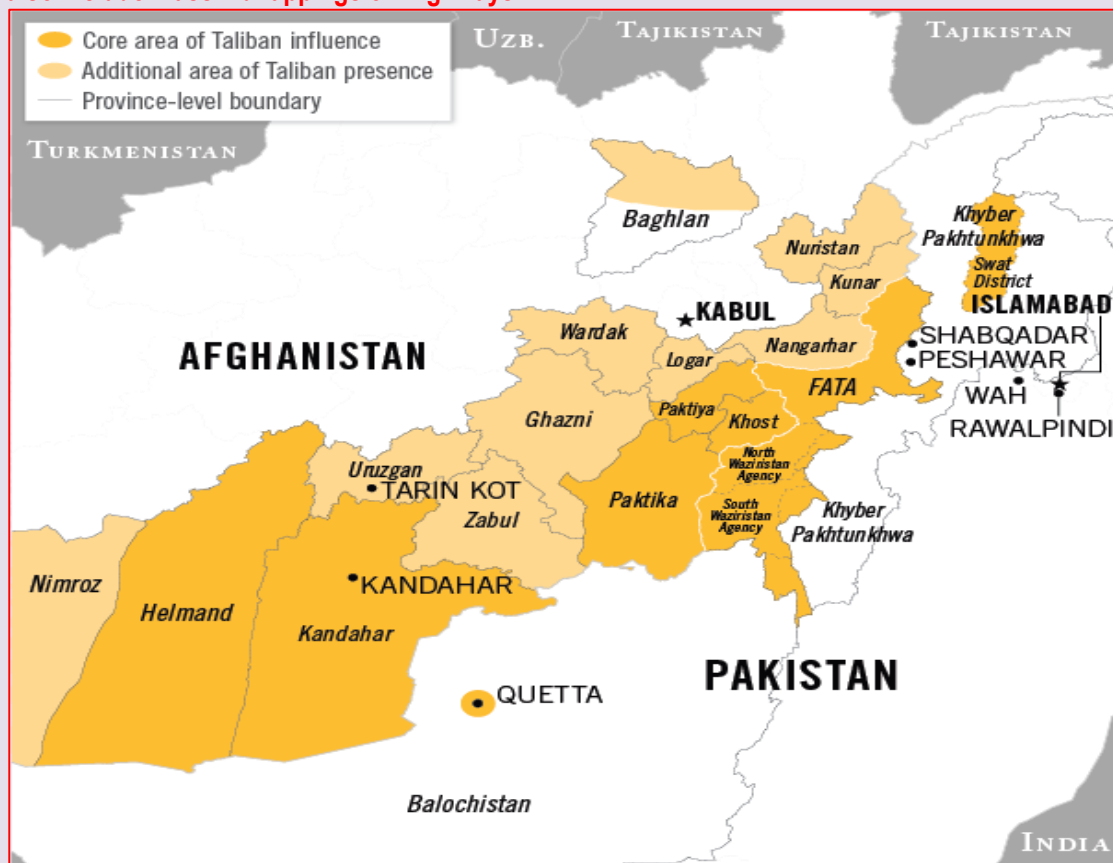 Core area of Taliban influence
Additional area of Taliban presence
Province-level boundary
UZB.
TAJIKISTAN
TAJIKISTAN
TURKMENISTAN
Baghlan
Khyber
Pakhtunkhwa
Nuristan
Swat
District
Kunar
ISLAMABAD
KABUL
Wardak
SHABQADAR
AFGHANISTAN
Nangarhar
Logar
PESHAWAR
FATA
WAH
Paktiya
Khost
Ghazni
RAWALPINDI
North
Waziristan
Agency
Uruzgan
TARIN KOT
Paktika
Zabul
South
Waziristan
Agency
Khyber
Pakhtunkhwa
Nimroz
KANDAHAR
Helmand
Kandahar
PAKISTAN
QUETTA
Balochistan
INDIA